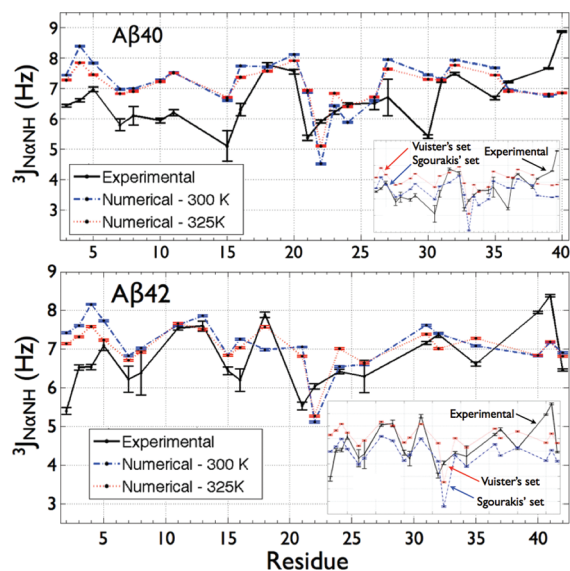 Aβ40
9
8
7
6
5
4
3
³J_NαNH (Hz)
Experimental
Numerical - 300 K
Numerical - 325K
Vuister's set
Sgourakis' set
Experimental
5 10 15 20 25 30 35 40
Aβ42
9
8
7
6
5
4
3
³J_NαNH (Hz)
Experimental
Numerical - 300 K
Numerical - 325K
Experimental
Vuister's set
Sgourakis' set
5 10 15 20 25 30 35 40
Residue